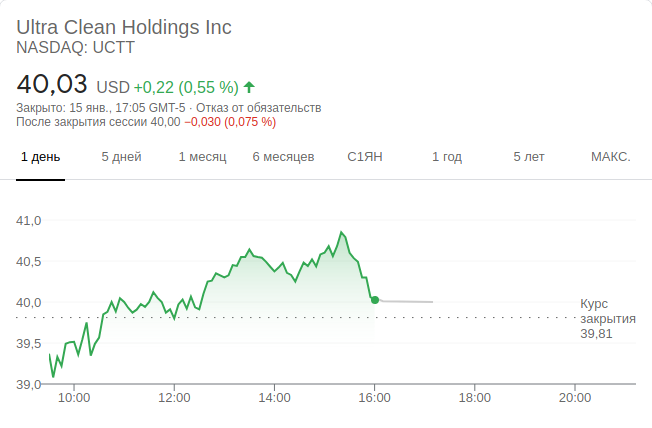 Ultra Clean Holdings Inc
NASDAQ: UCTT
40,03 USD +0,22 (0,55 %)
Закрыто: 15 янв., 17:05 GMT-5 · Отказ от обязательств
После закрытия сессии 40,00 −0,030 (0,075 %)
1 день 5 дней 1 месяц 6 месяцев С1ЯН 1 год 5 лет МАКС.
41,0
40,5
40,0
39,5
39,0
Курс
закрытия
39,81
10:00 12:00 14:00 16:00 18:00 20:00